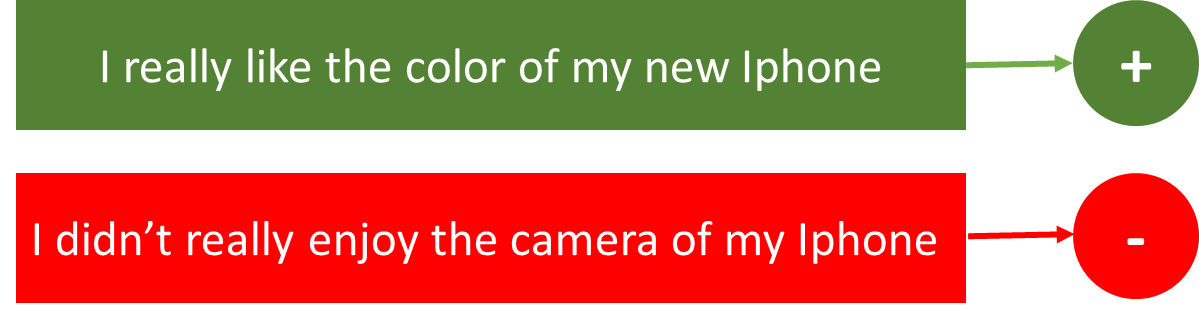 I really like the color of my new Iphone
+
I didn’t really enjoy the camera of my Iphone
-